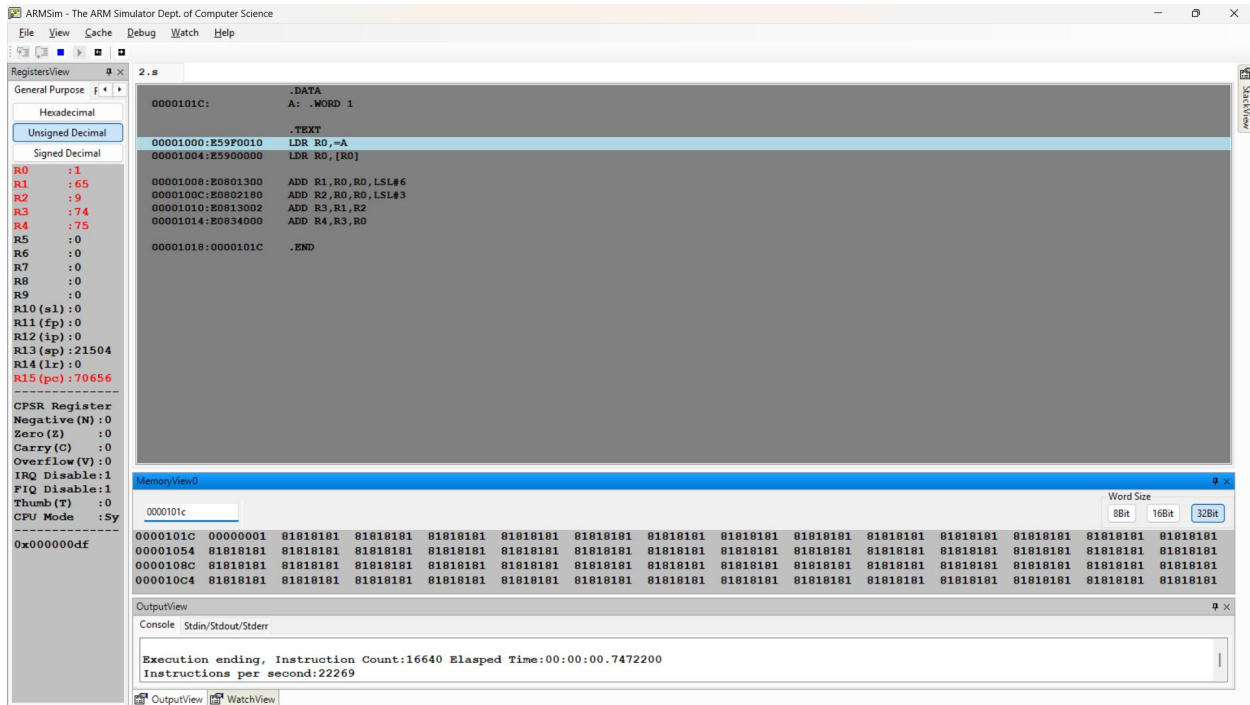 ARMSim - The ARM Simulator Dept. of Computer Science
File View Cache Debug Watch Help
RegistersView
General Purpose F
Hexadecimal
Unsigned Decimal
Signed Decimal
R0 :1
R1 :65
R2 :9
R3 :74
R4 :75
R5 :0
R6 :0
R7 :0
R8 :0
R9 :0
R10(sl):0
R11(fp):0
R12(ip):0
R13(sp):21504
R14(lr):0
R15(pc):70656
--------------
CPSR Register
Negative(N):0
Zero(Z) :0
Carry(C) :0
Overflow(V):0
IRQ Disable:1
FIQ Disable:1
Thumb(T) :0
CPU Mode :Sy
--------------
0x000000df
2.s
.DATA
0000101C: A: .WORD 1
.TEXT
00001000:E59F0010 LDR R0,=A
00001004:E5900000 LDR R0,[R0]
00001008:E0801300 ADD R1,R0,R0,LSL#6
0000100C:E0802180 ADD R2,R0,R0,LSL#3
00001010:E0813002 ADD R3,R1,R2
00001014:E0834000 ADD R4,R3,R0
00001018:0000101C .END
StackView
MemoryView0
0000101c
Word Size
8Bit 16Bit 32Bit
0000101C 00000001 81818181 81818181 81818181 81818181 81818181 81818181 81818181 81818181 81818181 81818181 81818181 81818181 81818181
00001054 81818181 81818181 81818181 81818181 81818181 81818181 81818181 81818181 81818181 81818181 81818181 81818181 81818181 81818181
0000108C 81818181 81818181 81818181 81818181 81818181 81818181 81818181 81818181 81818181 81818181 81818181 81818181 81818181 81818181
000010C4 81818181 81818181 81818181 81818181 81818181 81818181 81818181 81818181 81818181 81818181 81818181 81818181 81818181 81818181
OutputView
Console Stdin/Stdout/Stderr
Execution ending, Instruction Count:16640 Elasped Time:00:00:00.7472200
Instructions per second:22269
OutputView WatchView